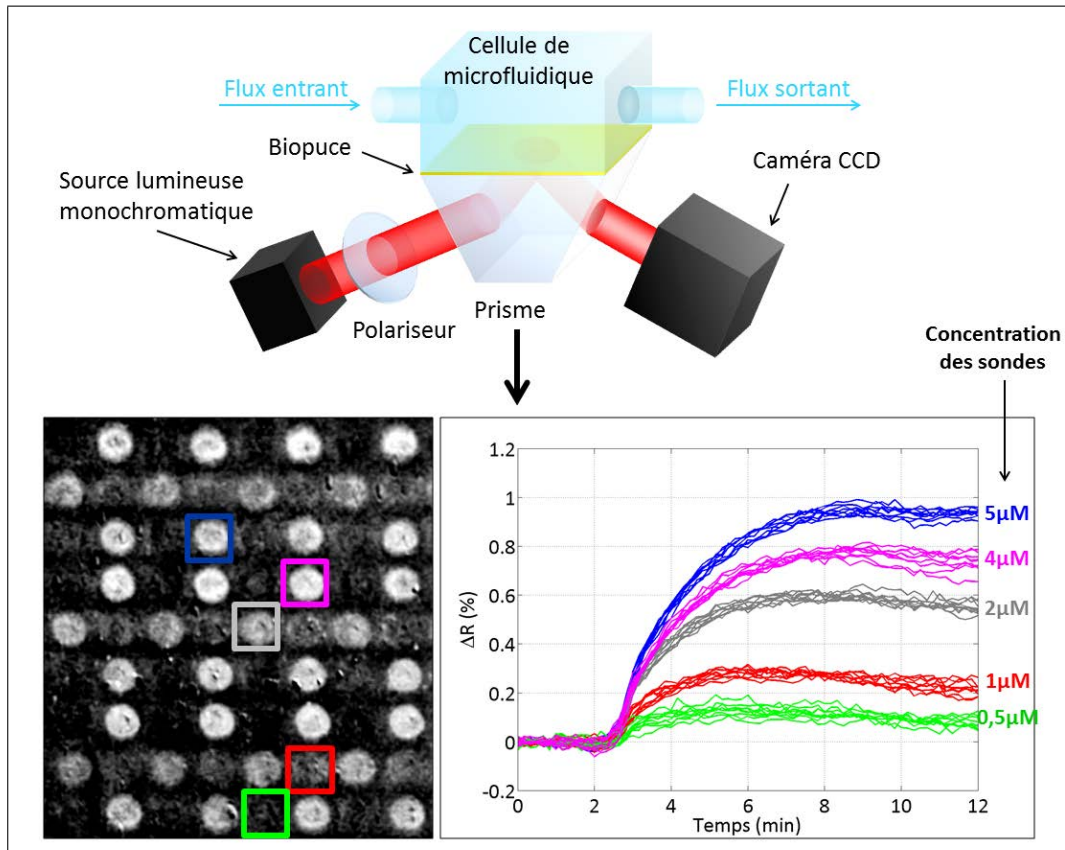 Cellule de
microfluidique
Flux entrant
Flux sortant
Biopuce
Caméra CCD
Source lumineuse
monochromatique
Polariseur
Prisme
Concentration
des sondes
1.2
1
0.8
0.6
0.4
0.2
0
-0.2
ΔR (%)
5µM
4µM
2µM
1µM
0,5µM
0 2 4 6 8 10 12
Temps (min)